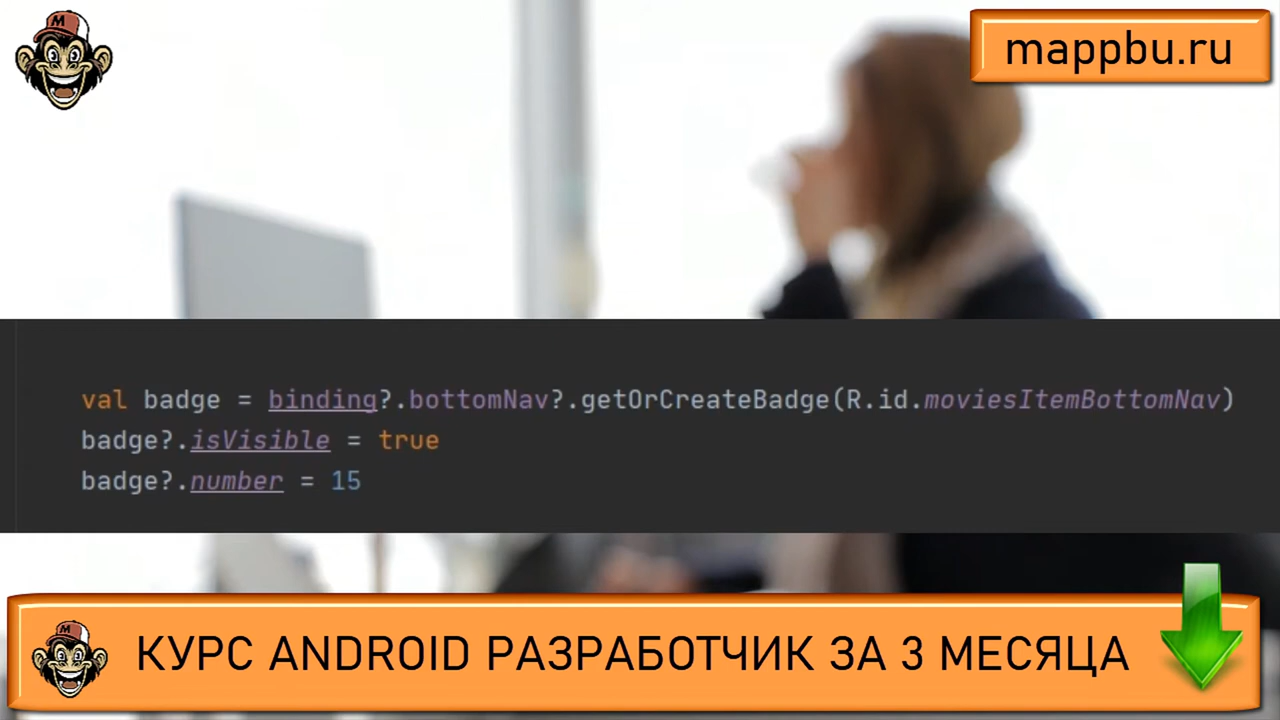 M
mappbu.ru
val badge = binding?.bottomNav?.getOrCreateBadge(R.id.moviesItemBottomNav)
badge?.isVisible = true
badge?.number = 15
M
КУРС ANDROID РАЗРАБОТЧИК ЗА 3 МЕСЯЦА